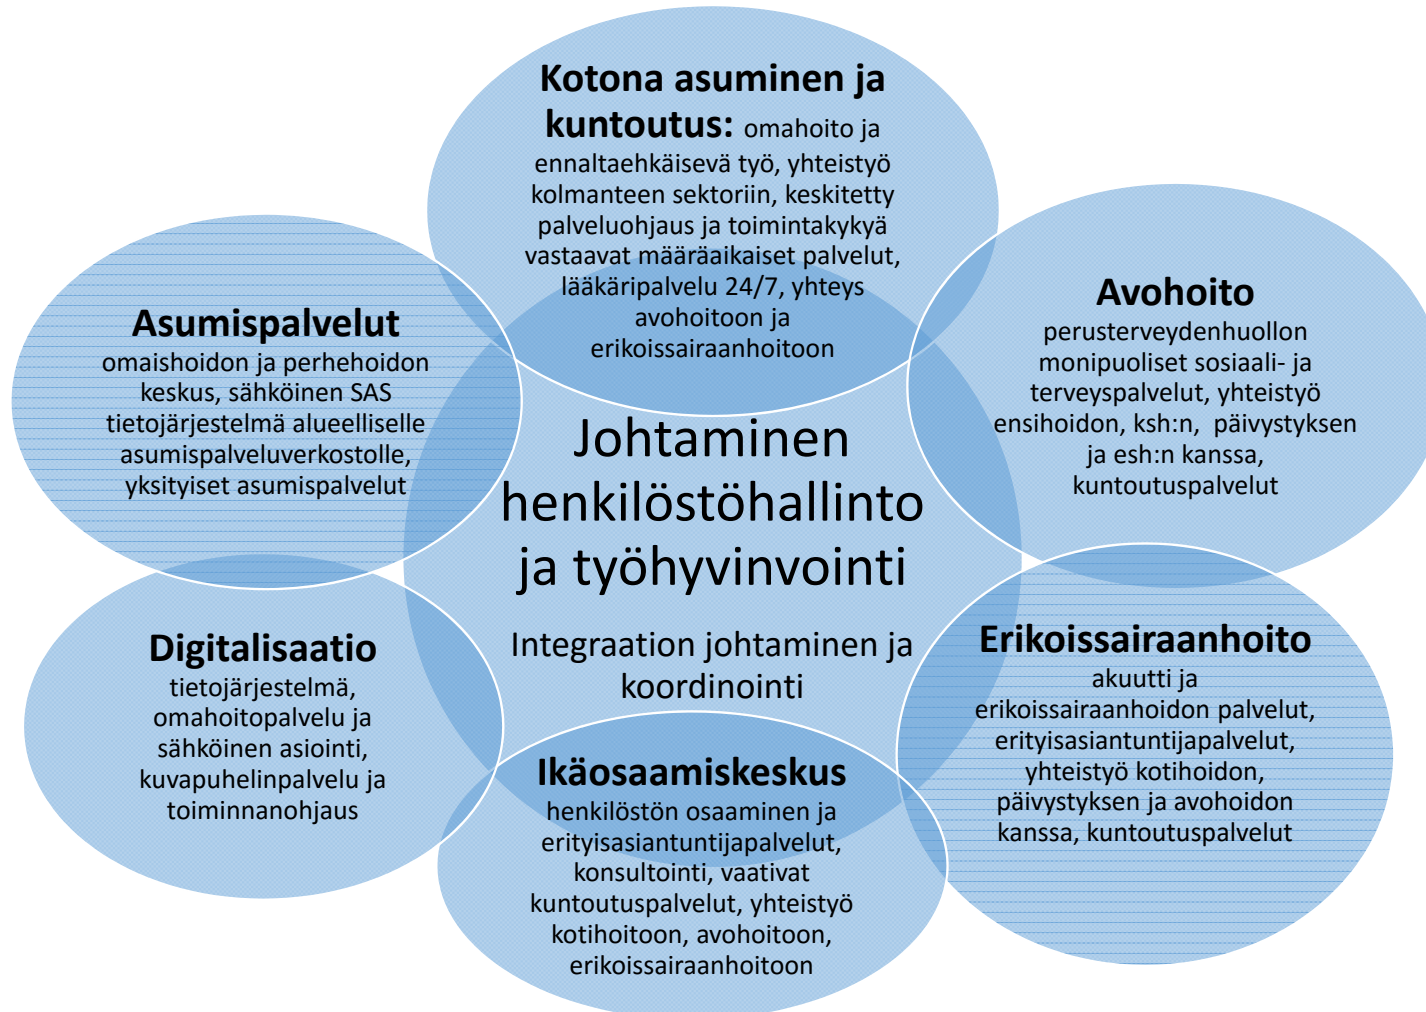 Kotona asuminen ja
kuntoutus: omahoito ja
ennaltaehkäisevä työ, yhteistyö
kolmanteen sektoriin, keskitetty
palveluohjaus ja toimintakykyä
vastaavat määräaikaiset palvelut,
lääkäripalvelu 24/7, yhteys
avohoitoon ja
erikoissairaanhoitoon
Avohoito
perusterveydenhuollon
monipuoliset sosiaali- ja
terveyspalvelut, yhteistyö
ensihoidon, ksh:n, päivystyksen
ja esh:n kanssa,
kuntoutuspalvelut
Asumispalvelut
omaishoidon ja perhehoidon
keskus, sähköinen SAS
tietojärjestelmä alueelliselle
asumispalveluverkostolle,
yksityiset asumispalvelut
Johtaminen
henkilöstöhallinto
ja työhyvinvointi
Integraation johtaminen ja
koordinointi
Erikoissairaanhoito
akuutti ja
erikoissairaanhoidon palvelut,
erityisasiantuntijapalvelut,
yhteistyö kotihoidon,
päivystyksen ja avohoidon
kanssa, kuntoutuspalvelut
Digitalisaatio
tietojärjestelmä,
omahoitopalvelu ja
sähköinen asiointi,
kuvapuhelinpalvelu ja
toiminnanohjaus
Ikäosaamiskeskus
henkilöstön osaaminen ja
erityisasiantuntijapalvelut,
konsultointi, vaativat
kuntoutuspalvelut, yhteistyö
kotihoitoon, avohoitoon,
erikoissairaanhoitoon